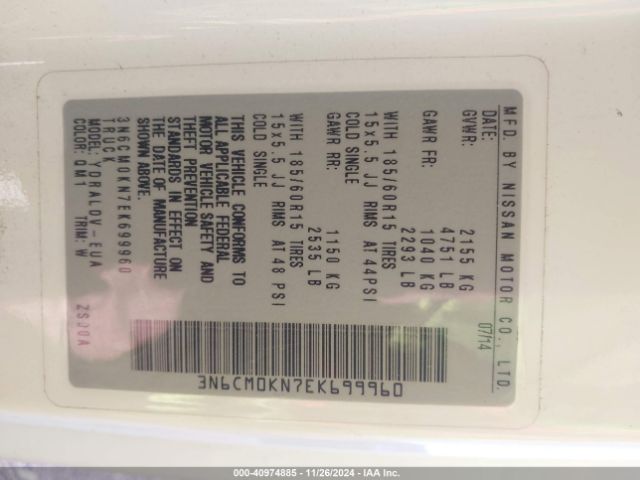 MFD. BY NISSAN MOTOR CO., LTD.
DATE: 07/14
GVWR: 2155 KG
4751 LB
GAWR FR: 1040 KG
2293 LB
WITH 185/60R15 TIRES
15x5.5 JJ RIMS AT 44PSI
COLD SINGLE
GAWR RR: 1150 KG
2535 LB
WITH 185/60R15 TIRES
15x5.5 JJ RIMS AT 48 PSI
COLD SINGLE
THIS VEHICLE CONFORMS TO
ALL APPLICABLE FEDERAL
MOTOR VEHICLE SAFETY AND
THEFT PREVENTION
STANDARDS IN EFFECT ON
THE DATE OF MANUFACTURE
SHOWN ABOVE.
3N6CM0KN7EK699960
TRUCK
MODEL: YDRALDV-EUA
COLOR: QM1 TRIM: W ZS00A
3N6CM0KN7EK699960
© 40974885 - 11/26/2024 - IAA Inc.